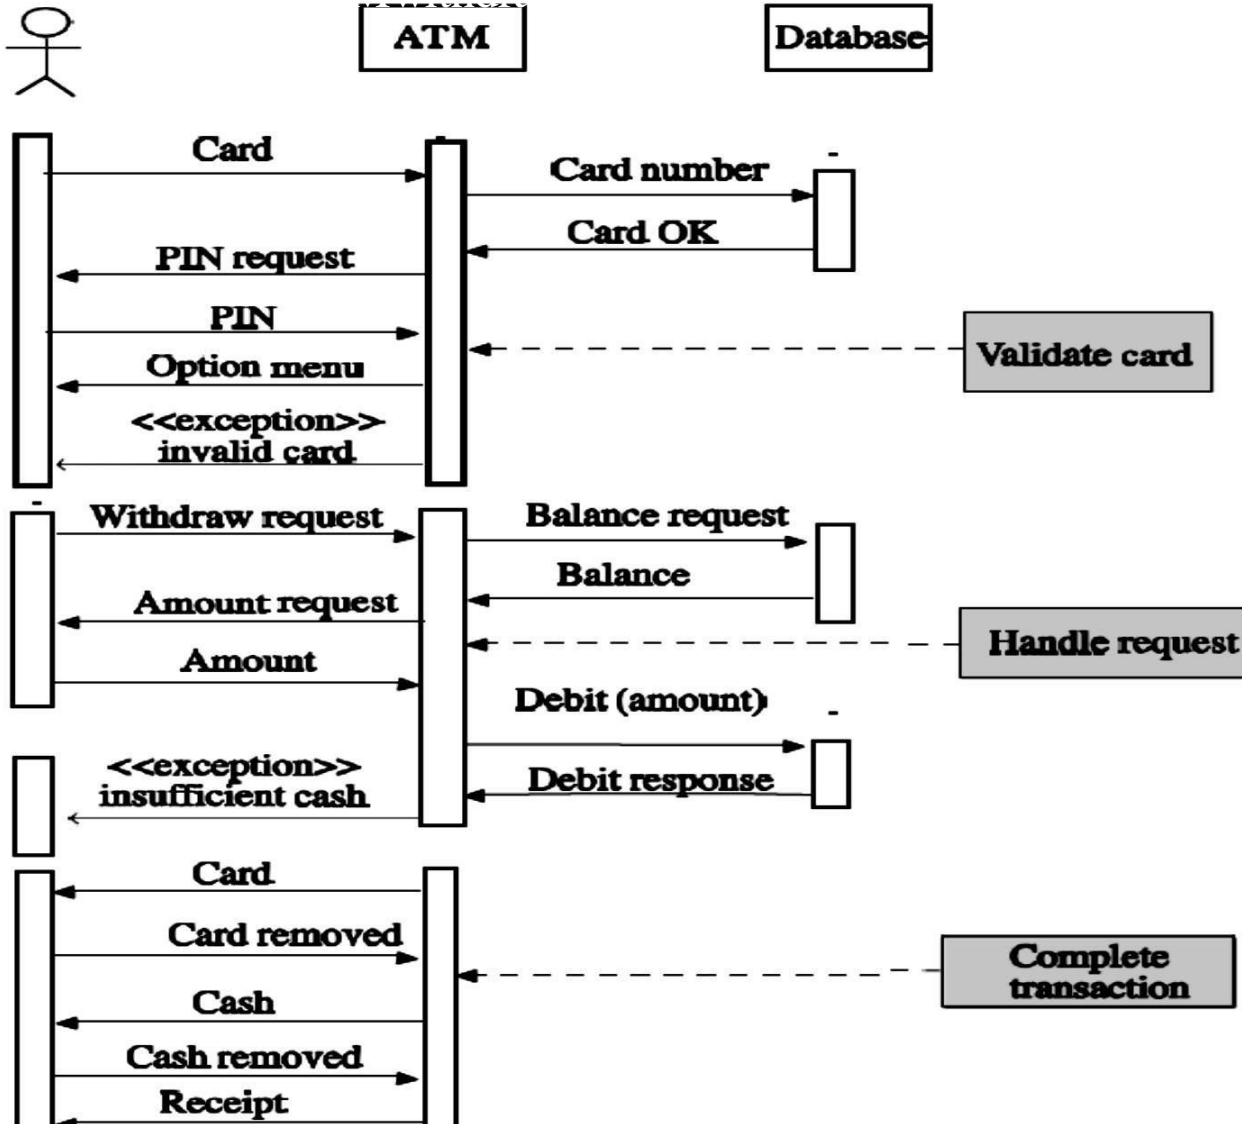 ATM
Database
Card
Card number
Card OK
PIN request
PIN
Validate card
Option menu
<<exception>>
invalid card
Withdraw request
Balance request
Balance
Amount request
Handle request
Amount
Debit (amount)
<<exception>>
insufficient cash
Debit response
Card
Card removed
Complete
transaction
Cash
Cash removed
Receipt